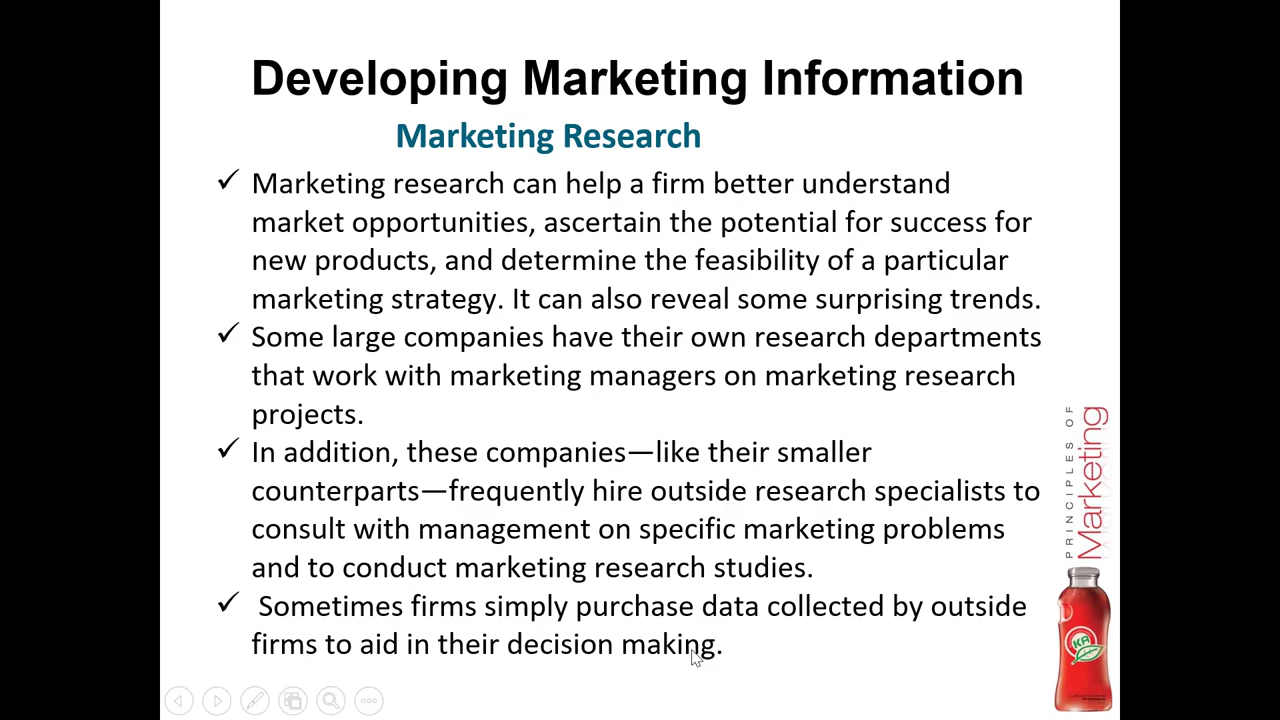 Developing Marketing Information
Marketing Research
✓ Marketing research can help a firm better understand
market opportunities, ascertain the potential for success for
new products, and determine the feasibility of a particular
marketing strategy. It can also reveal some surprising trends.
✓ Some large companies have their own research departments
that work with marketing managers on marketing research
projects.
✓ In addition, these companies—like their smaller
counterparts—frequently hire outside research specialists to
consult with management on specific marketing problems
and to conduct marketing research studies.
✓ Sometimes firms simply purchase data collected by outside
firms to aid in their decision making.
PRINCIPLES OF
Marketing